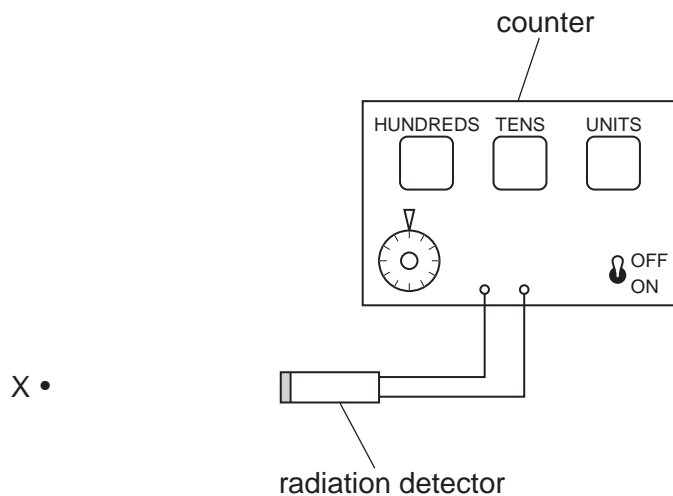 counter
HUNDREDS TENS UNITS
OFF
ON
X
radiation detector